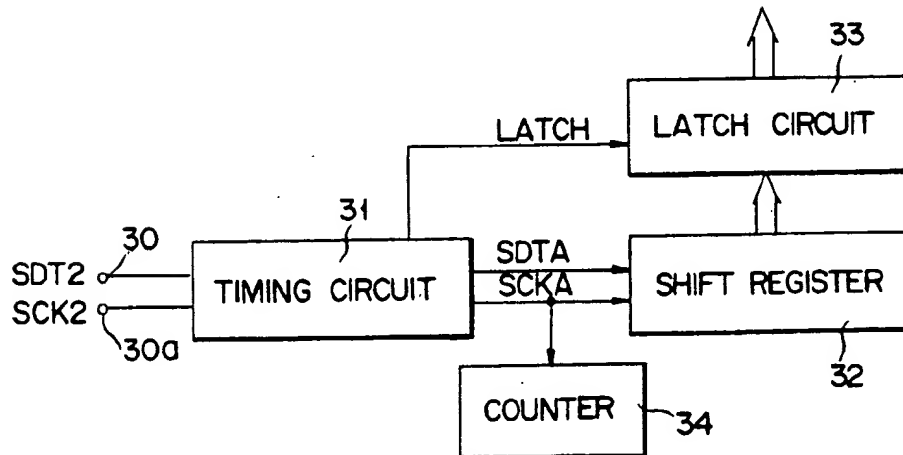 33
LATCH
LATCH CIRCUIT
31
30
SDT2
SCK2
30a
TIMING CIRCUIT
SDTA
SCKA
SHIFT REGISTER
32
COUNTER
34